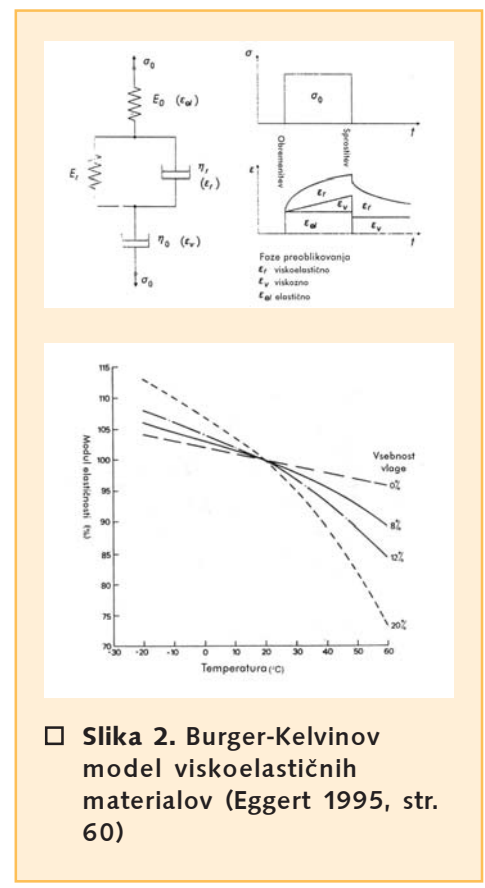 σ₀
E₀ (εₑₗ)
Eᵣ
ηᵣ
(εᵣ)
η₀ (εᵥ)
σ₀
σ
σ₀
t
Obremenitev
Sprostitev
ε
εᵣ
εᵥ
εᵣ
εₑₗ
εᵥ
t
Faze preoblikovanja
εᵣ viskoelastično
εᵥ viskozno
εₑₗ elastično
115
110
105
100
95
90
85
80
75
70
Modul elastičnosti (%)
Vsebnost
vlage
0%
8%
12%
20%
-30 -20 -10 0 10 20 30 40 50 60
Temperatura (°C)
☐ Slika 2. Burger-Kelvinov
model viskoelastičnih
materialov (Eggert 1995, str.
60)